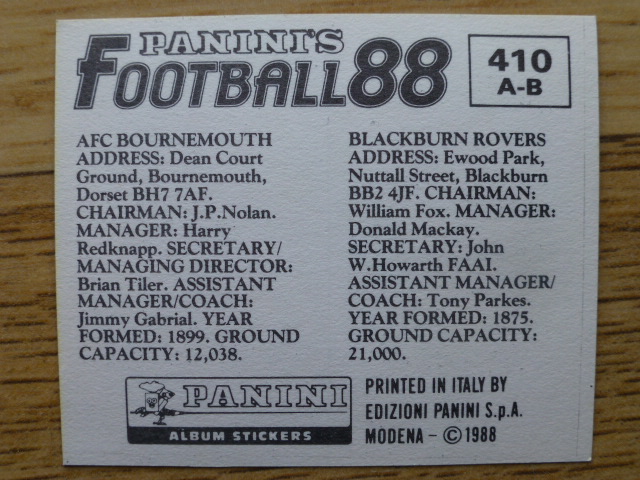 PANINI'S
FOOTBALL 88
410
A-B
AFC BOURNEMOUTH
ADDRESS: Dean Court
Ground, Bournemouth,
Dorset BH7 7AF.
CHAIRMAN: J.P.Nolan.
MANAGER: Harry
Redknapp. SECRETARY/
MANAGING DIRECTOR:
Brian Tiler. ASSISTANT
MANAGER/COACH:
Jimmy Gabrial. YEAR
FORMED: 1899. GROUND
CAPACITY: 12,038.
BLACKBURN ROVERS
ADDRESS: Ewood Park,
Nuttall Street, Blackburn
BB2 4JF. CHAIRMAN:
William Fox. MANAGER:
Donald Mackay.
SECRETARY: John
W.Howarth FAAI.
ASSISTANT MANAGER/
COACH: Tony Parkes.
YEAR FORMED: 1875.
GROUND CAPACITY:
21,000.
PANINI
ALBUM STICKERS
PRINTED IN ITALY BY
EDIZIONI PANINI S.p.A.
MODENA - © 1988